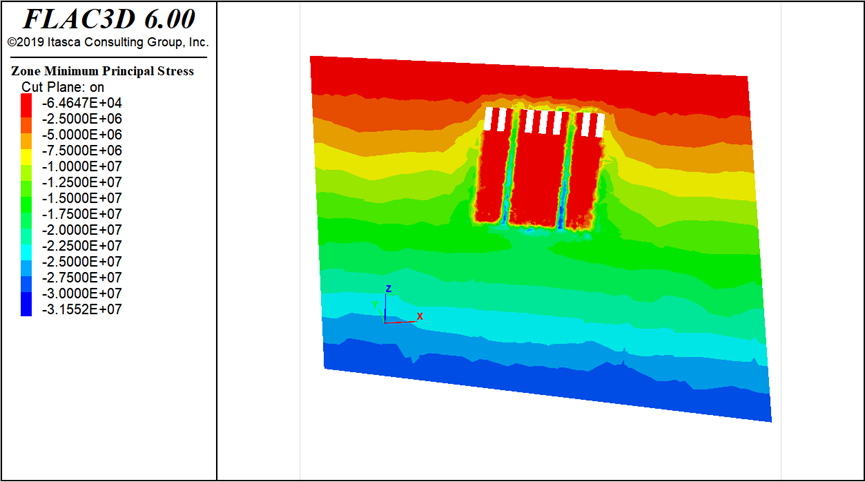 FLAC3D 6.00
©2019 Itasca Consulting Group, Inc.
Zone Minimum Principal Stress
Cut Plane: on
-6.4647E+04
-2.5000E+06
-5.0000E+06
-7.5000E+06
-1.0000E+07
-1.2500E+07
-1.5000E+07
-1.7500E+07
-2.0000E+07
-2.2500E+07
-2.5000E+07
-2.7500E+07
-3.0000E+07
-3.1552E+07
Z
Y
X